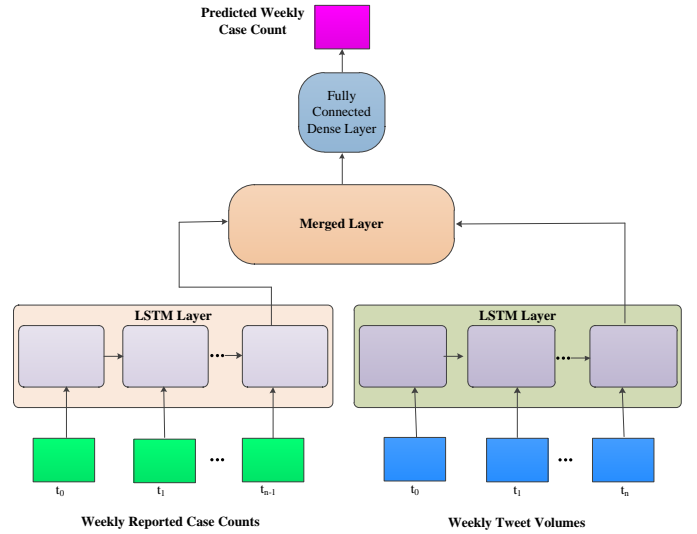 Predicted Weekly
Case Count
Fully
Connected
Dense Layer
Merged Layer
LSTM Layer
...
LSTM Layer
...
...
...
t0
t1
tn-1
t0
t1
tn
Weekly Reported Case Counts
Weekly Tweet Volumes